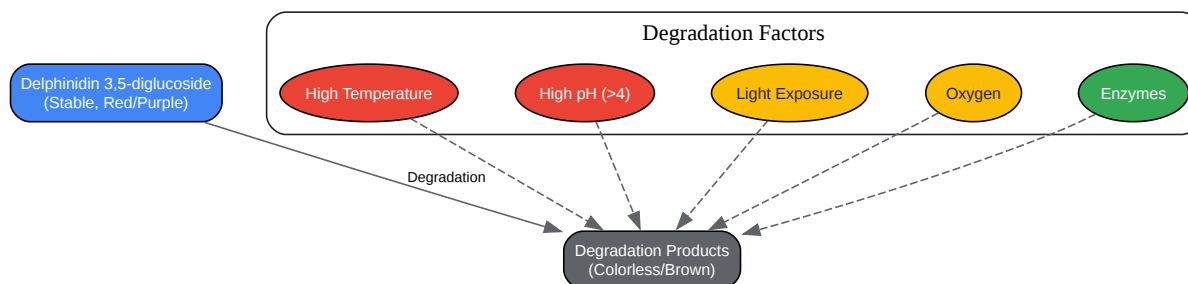 Degradation Factors
Delphinidin 3,5-diglucoside
(Stable, Red/Purple)
High Temperature
High pH (>4)
Light Exposure
Oxygen
Enzymes
Degradation
Degradation Products
(Colorless/Brown)